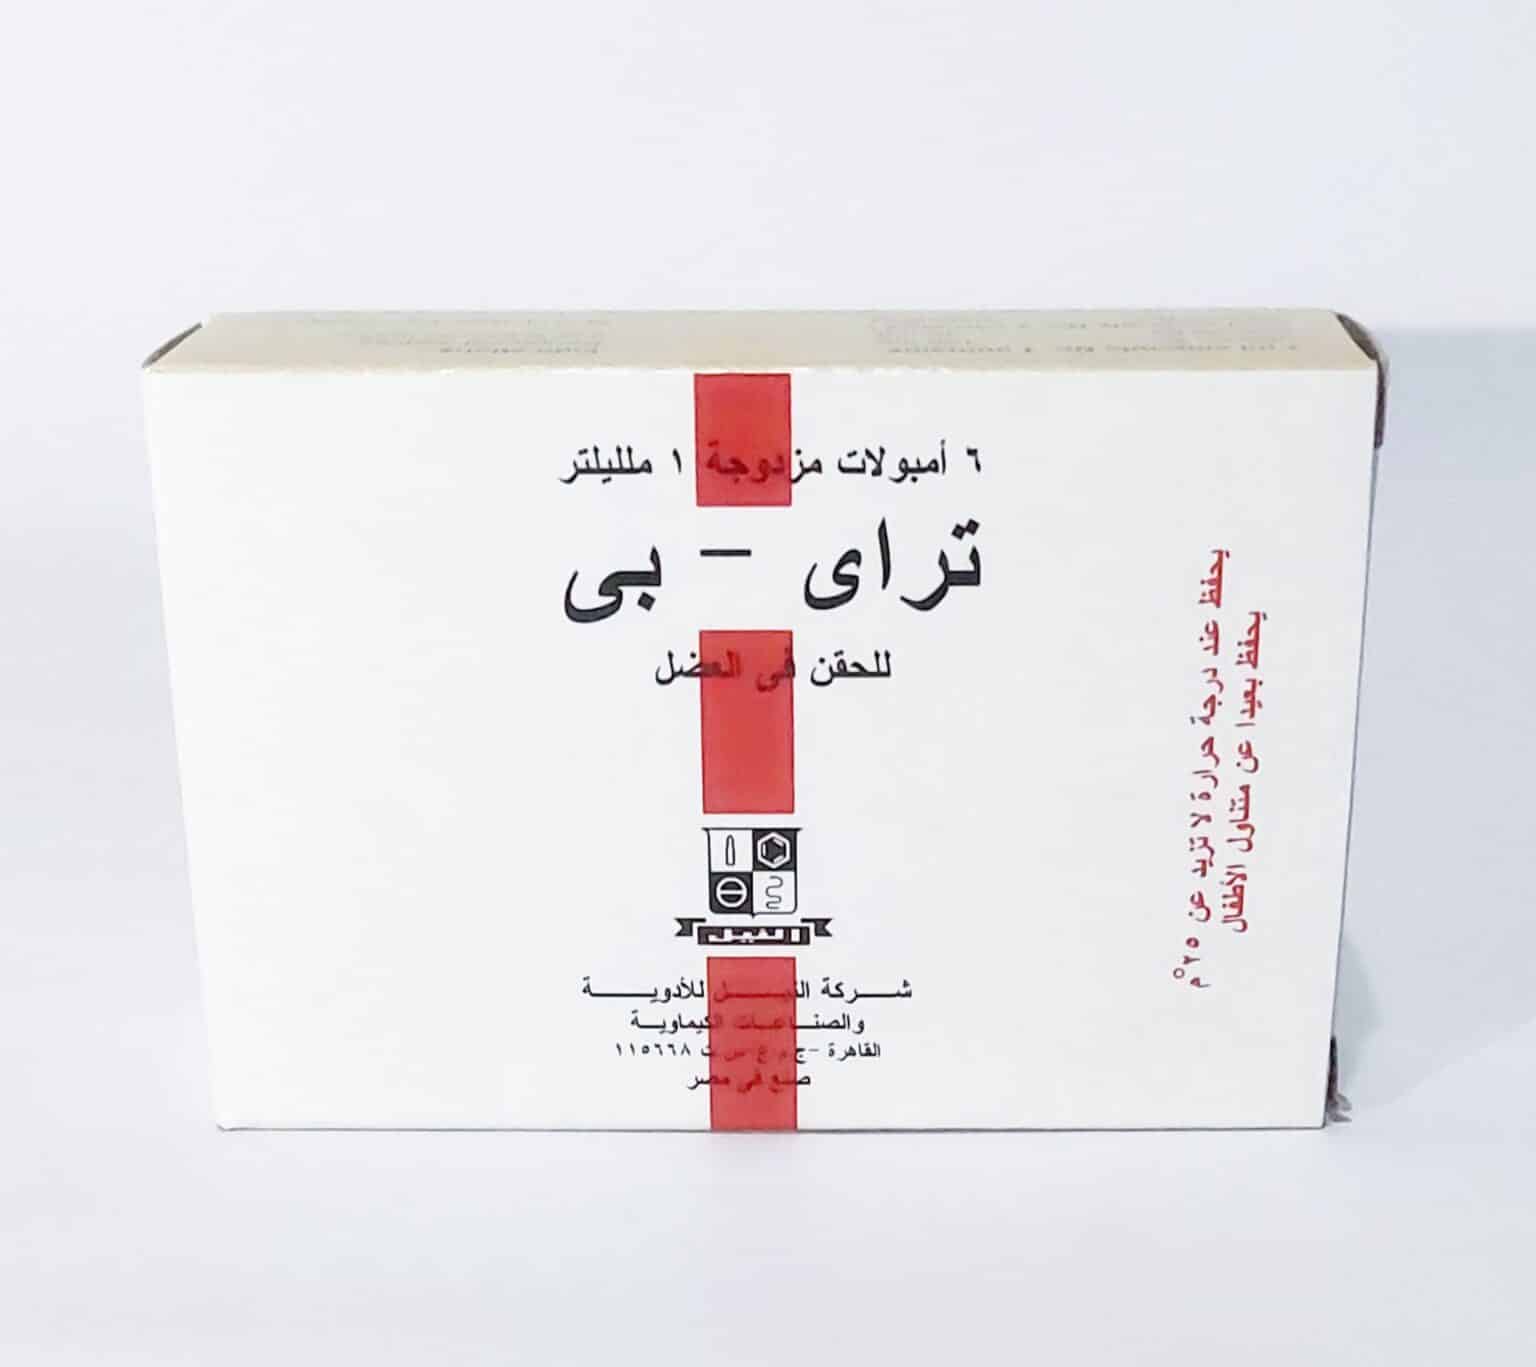 ٦ أمبولات مزدوجة ١ ملليلتر
تراى - بى
للحقن فى العضل
النيل
شركة النيل للأدوية
والصناعات الكيماوية
القاهرة - ج.م.ع س.ت ١١٥٦٦٨
صنع فى مصر
يحفظ عند درجة حرارة لا تزيد عن ٢٥°م
يحفظ بعيدا عن متناول الأطفال